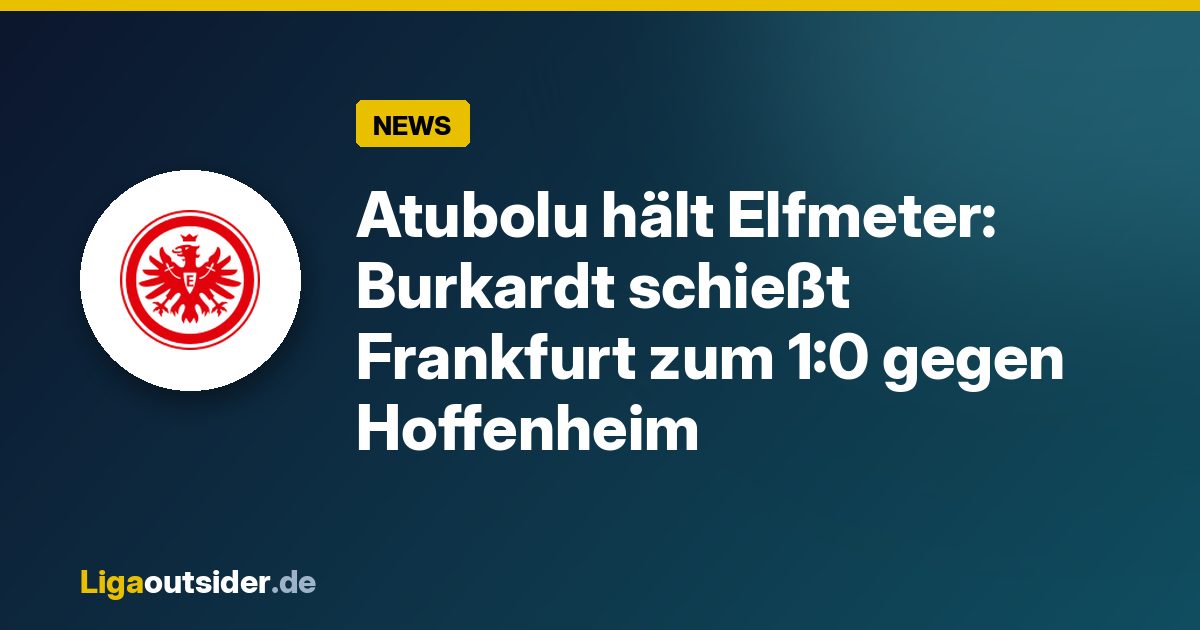 NEWS
Atubolu hält Elfmeter:
Burkardt schießt
Frankfurt zum 1:0 gegen
Hoffenheim
E
Ligaoutsider.de